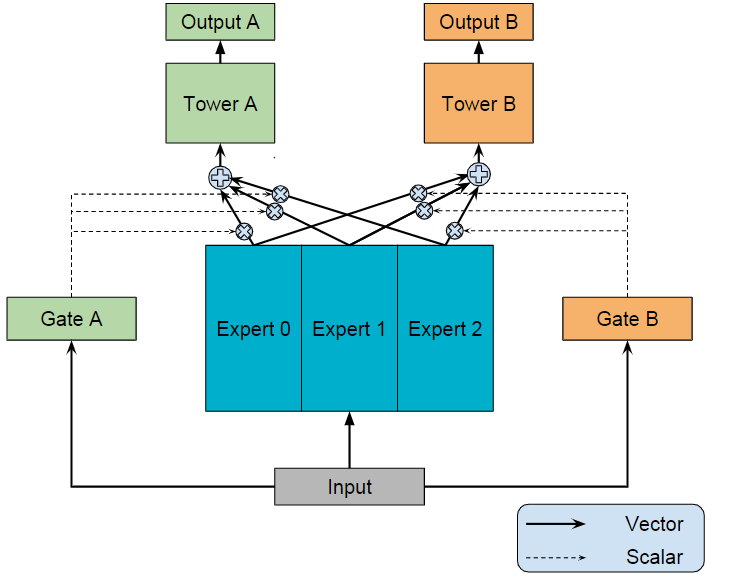 Output A
Output B
Tower A
Tower B
Gate A
Expert 0
Expert 1
Expert 2
Gate B
Input
Vector
Scalar